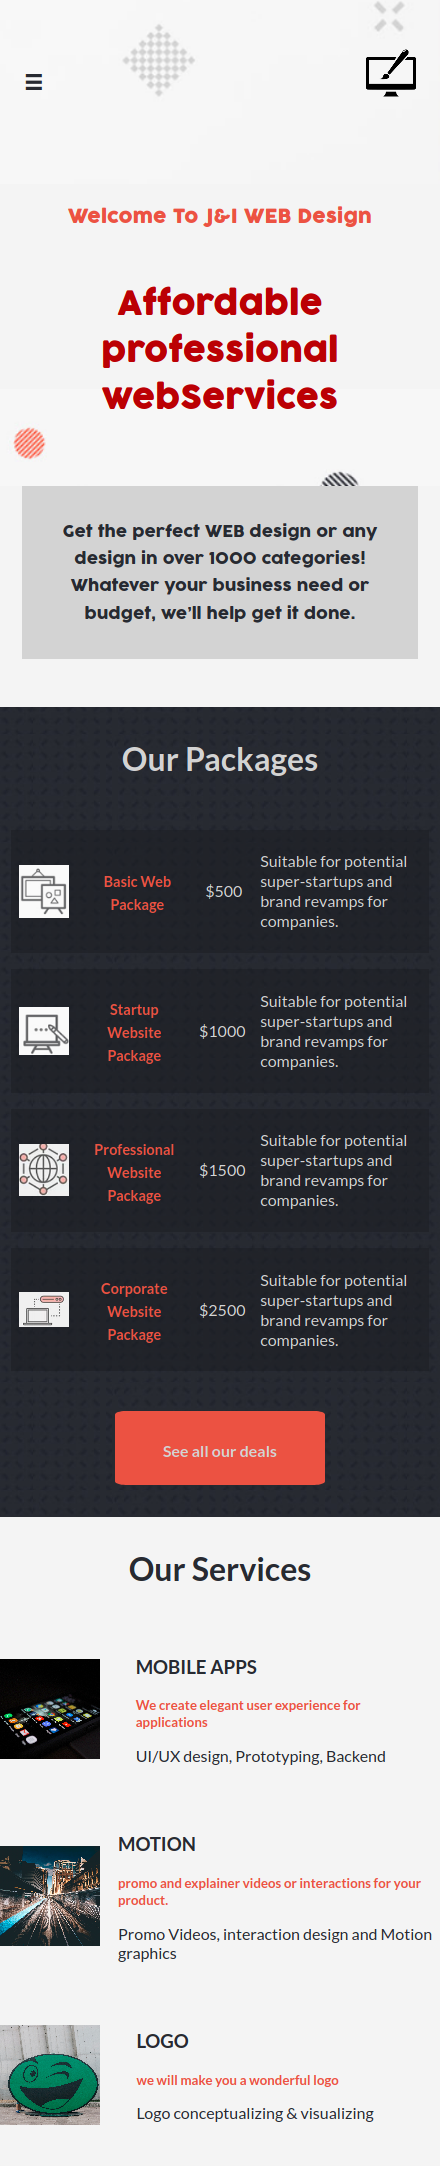 Welcome To J&I WEB Design
Affordable
professional
webServices
Get the perfect WEB design or any
design in over 1000 categories!
Whatever your business need or
budget, we'll help get it done.
Our Packages
Basic Web
Package
$500
Suitable for potential
super-startups and
brand revamps for
companies.
Startup
Website
Package
$1000
Suitable for potential
super-startups and
brand revamps for
companies.
Professional
Website
Package
$1500
Suitable for potential
super-startups and
brand revamps for
companies.
Corporate
Website
Package
$2500
Suitable for potential
super-startups and
brand revamps for
companies.
See all our deals
Our Services
MOBILE APPS
We create elegant user experience for
applications
UI/UX design, Prototyping, Backend
MOTION
promo and explainer videos or interactions for your
product.
Promo Videos, interaction design and Motion
graphics
LOGO
we will make you a wonderful logo
Logo conceptualizing & visualizing